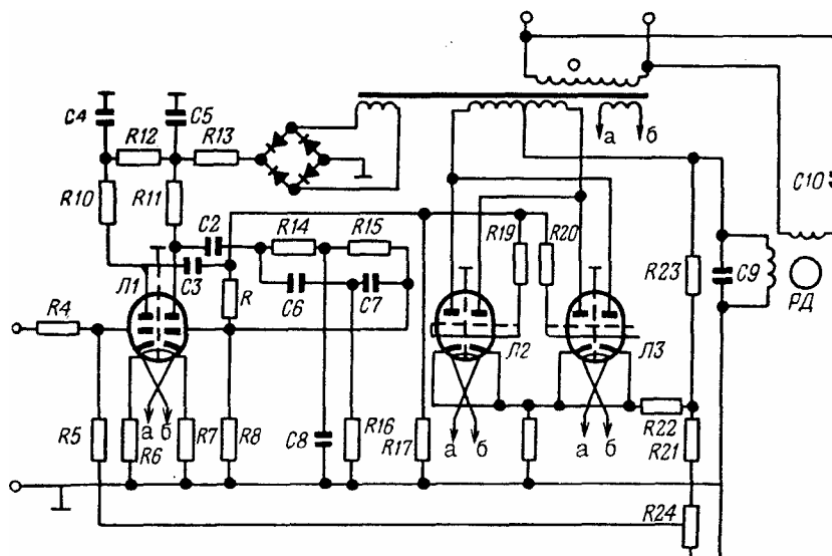 C4
C5
R12
R13
а
б
C10
R10
R11
C2
R14
R15
R19
R20
R23
C9
C3
Л1
R
C6
C7
R4
РД
Л2
Л3
R5
R6
а
б
R7
R8
C8
R16
R17
а
б
а
б
R22
R21
R24